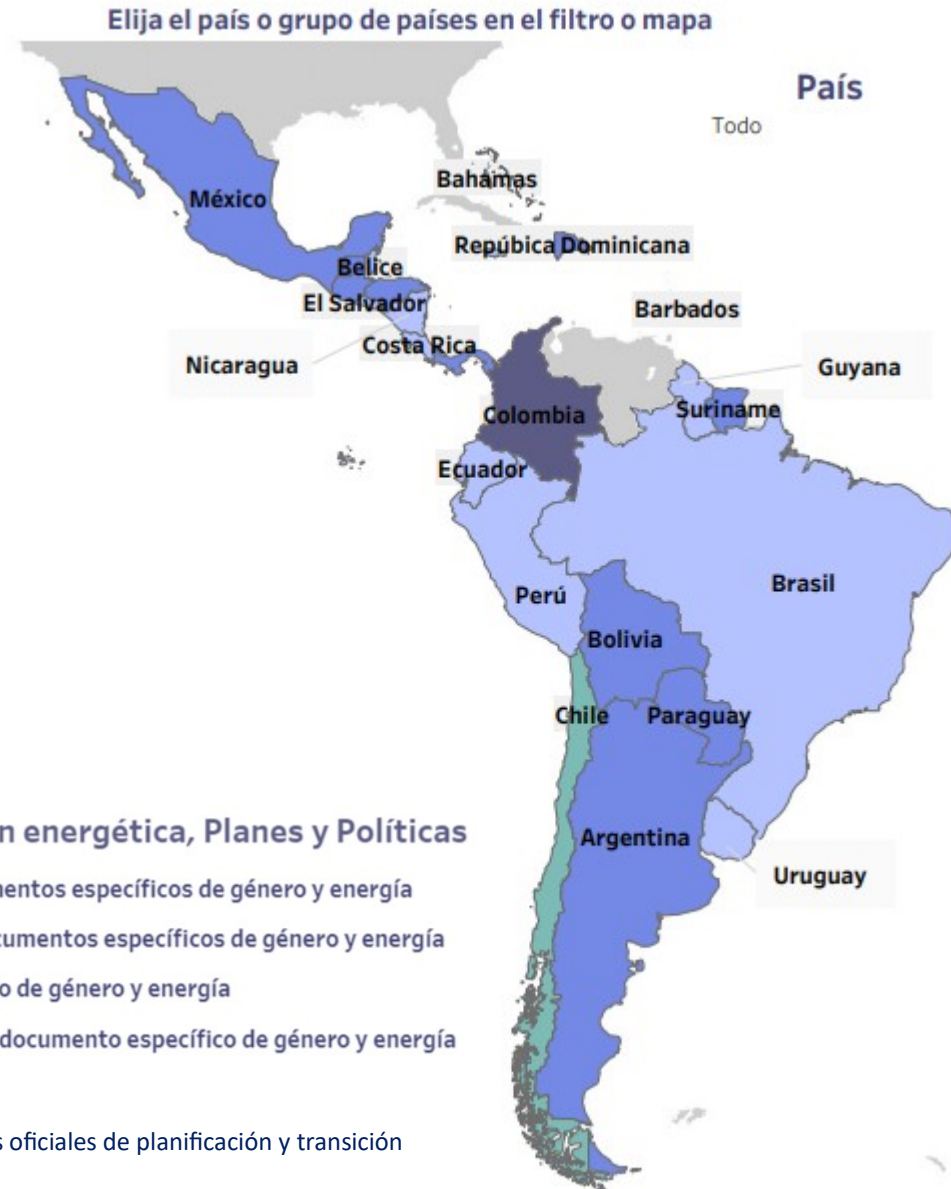 Elija el país o grupo de países en el filtro o mapa
País
Todo
Bahamas
México
Repúbica Dominicana
Belice
El Salvador
Barbados
Costa Rica
Nicaragua
Guyana
Suriname
Colombia
Ecuador
Brasil
Perú
Bolivia
Chile
Paraguay
Argentina
Uruguay
n energética, Planes y Políticas
mentos específicos de género y energía
cumentos específicos de género y energía
o de género y energía
documento específico de género y energía
s oficiales de planificación y transición